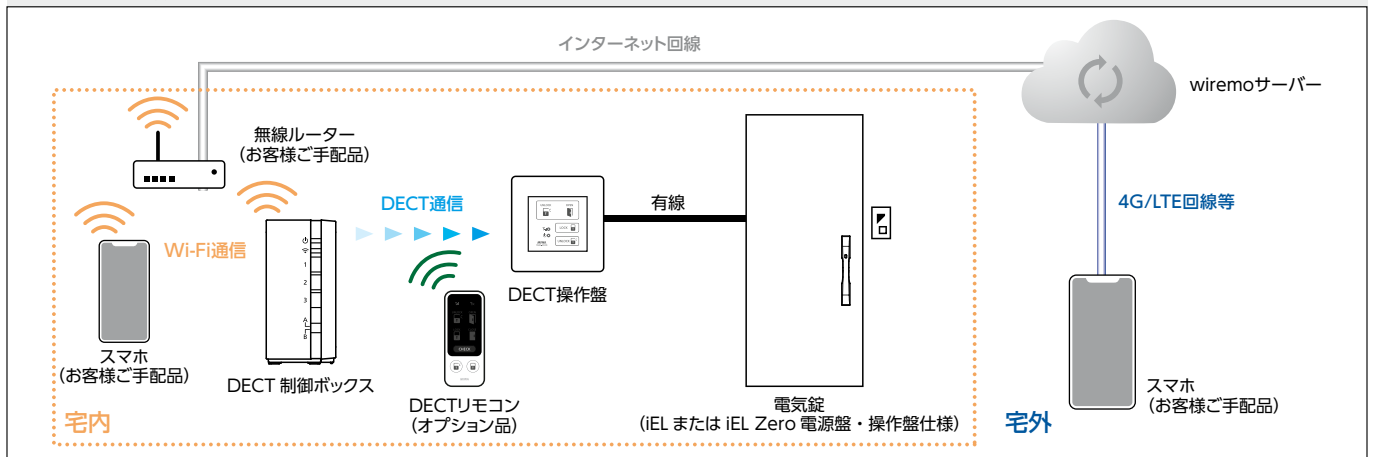 インターネット回線
wiremoサーバー
無線ルーター
(お客様ご手配品)
DECT通信
有線
4G/LTE回線等
Wi-Fi通信
1
2
3
A
B
CHECK
LOCK
UNLOCK
DECT操作盤
スマホ
(お客様ご手配品)
DECT 制御ボックス
DECTリモコン
(オプション品)
電気錠
(iEL または iEL Zero 電源盤・操作盤仕様)
スマホ
(お客様ご手配品)
宅内
宅外